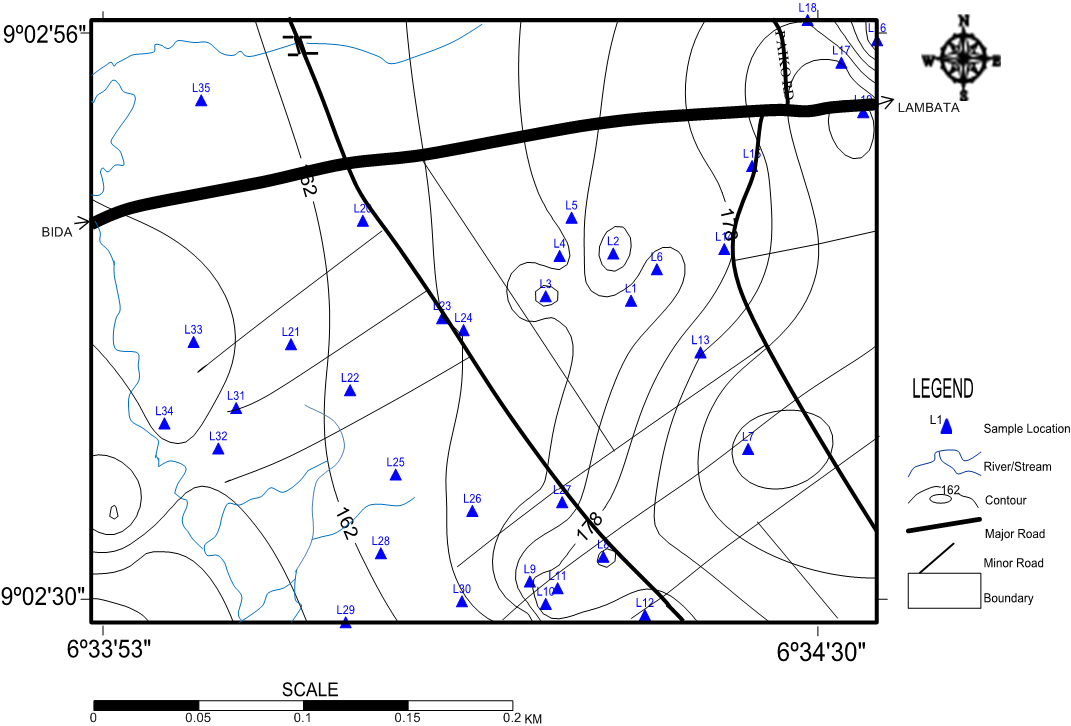 9º02'56"
L18
L16
L17
N
W
E
S
L35
LAMBATA
162
L15
L20
L5
178
BIDA
L4
L2
L6
L3
L1
L23
L24
L33
L21
L13
L22
L31
L34
L32
L7
L25
L26
L27
162
178
L28
L8
L9
L11
L10
L30
L12
L29
9º02'30"
6º33'53"
6º34'30"
LEGEND
L1
Sample Location
River/Stream
162
Contour
Major Road
Minor Road
Boundary
SCALE
0 0.05 0.1 0.15 0.2 KM